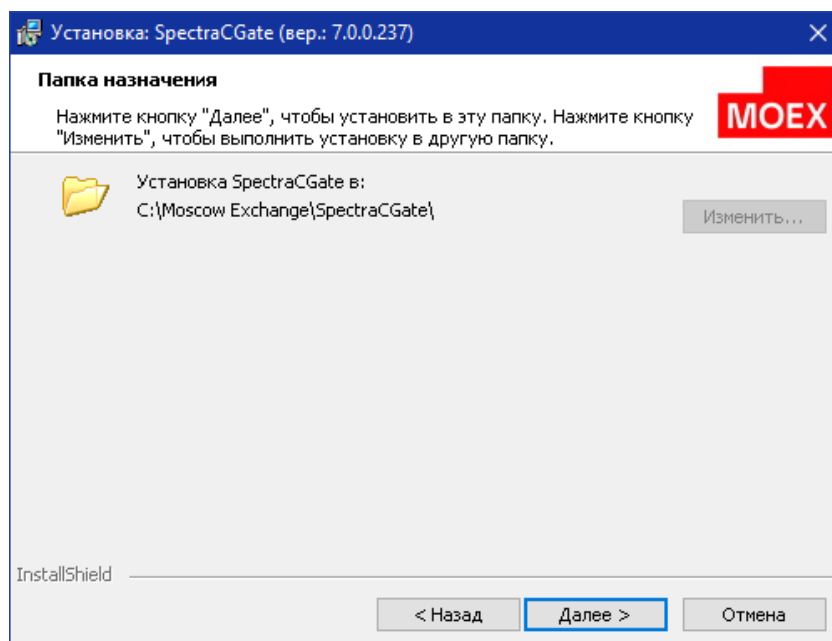 Установка: SpectraCGate (вер.: 7.0.0.237)
Папка назначения
Нажмите кнопку "Далее", чтобы установить в эту папку. Нажмите кнопку
"Изменить", чтобы выполнить установку в другую папку.
MOEX
Установка SpectraCGate в:
C:\Moscow Exchange\SpectraCGate\
Изменить...
InstallShield
< Назад
Далее >
Отмена